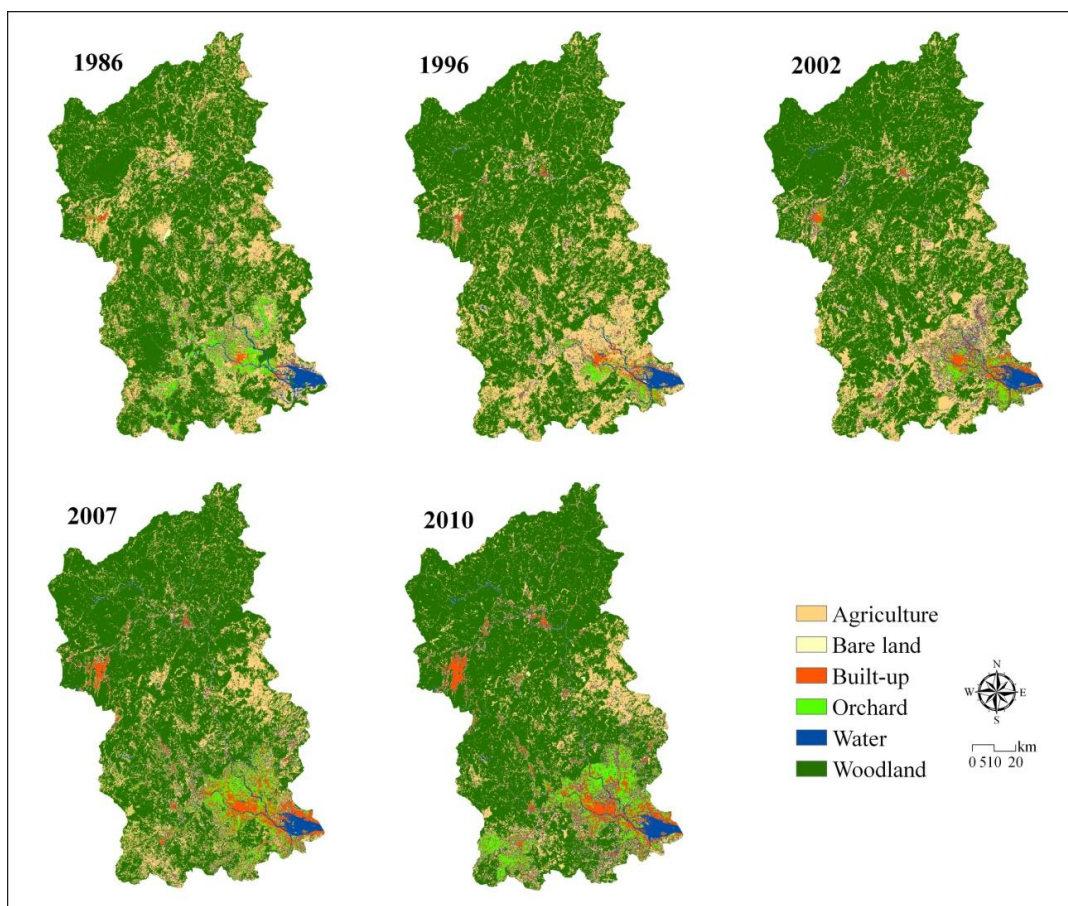 1986
1996
2002
2007
2010
Agriculture
Bare land
Built-up
Orchard
Water
Woodland
N
W E
S
km
0 510 20